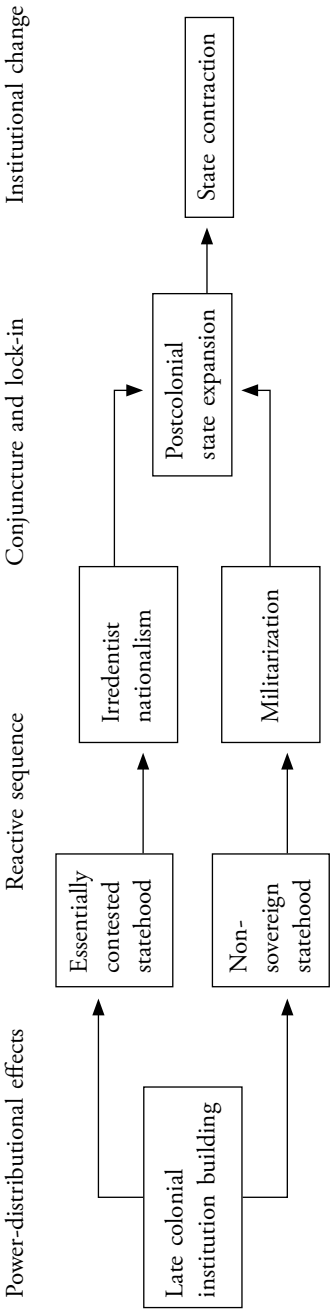 Power-distributional effects
Reactive sequence
Conjuncture and lock-in
Institutional change
Late colonial
institution building
Essentially
contested
statehood
Non-
sovereign
statehood
Irredentist
nationalism
Militarization
Postcolonial
state expansion
State contraction